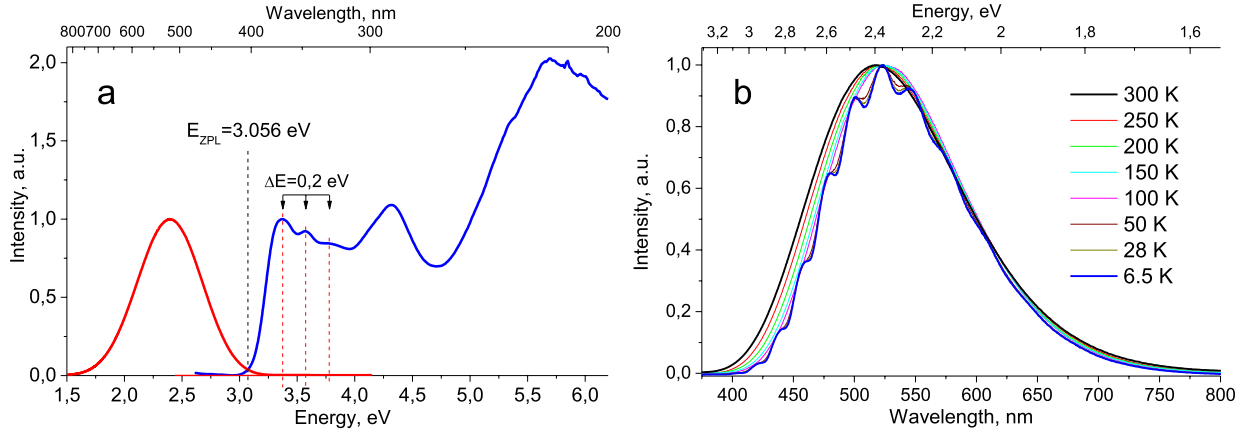 Wavelength, nm
800 700 600 500 400 300 200
a
E_ZPL=3.056 eV
ΔE=0,2 eV
Intensity, a.u.
2,0
1,5
1,0
0,5
0,0
1,5 2,0 2,5 3,0 3,5 4,0 4,5 5,0 5,5 6,0
Energy, eV
Energy, eV
3,2 3 2,8 2,6 2,4 2,2 2 1,8 1,6
b
Intensity, a.u.
1,0
0,8
0,6
0,4
0,2
0,0
300 K
250 K
200 K
150 K
100 K
50 K
28 K
6.5 K
400 450 500 550 600 650 700 750 800
Wavelength, nm